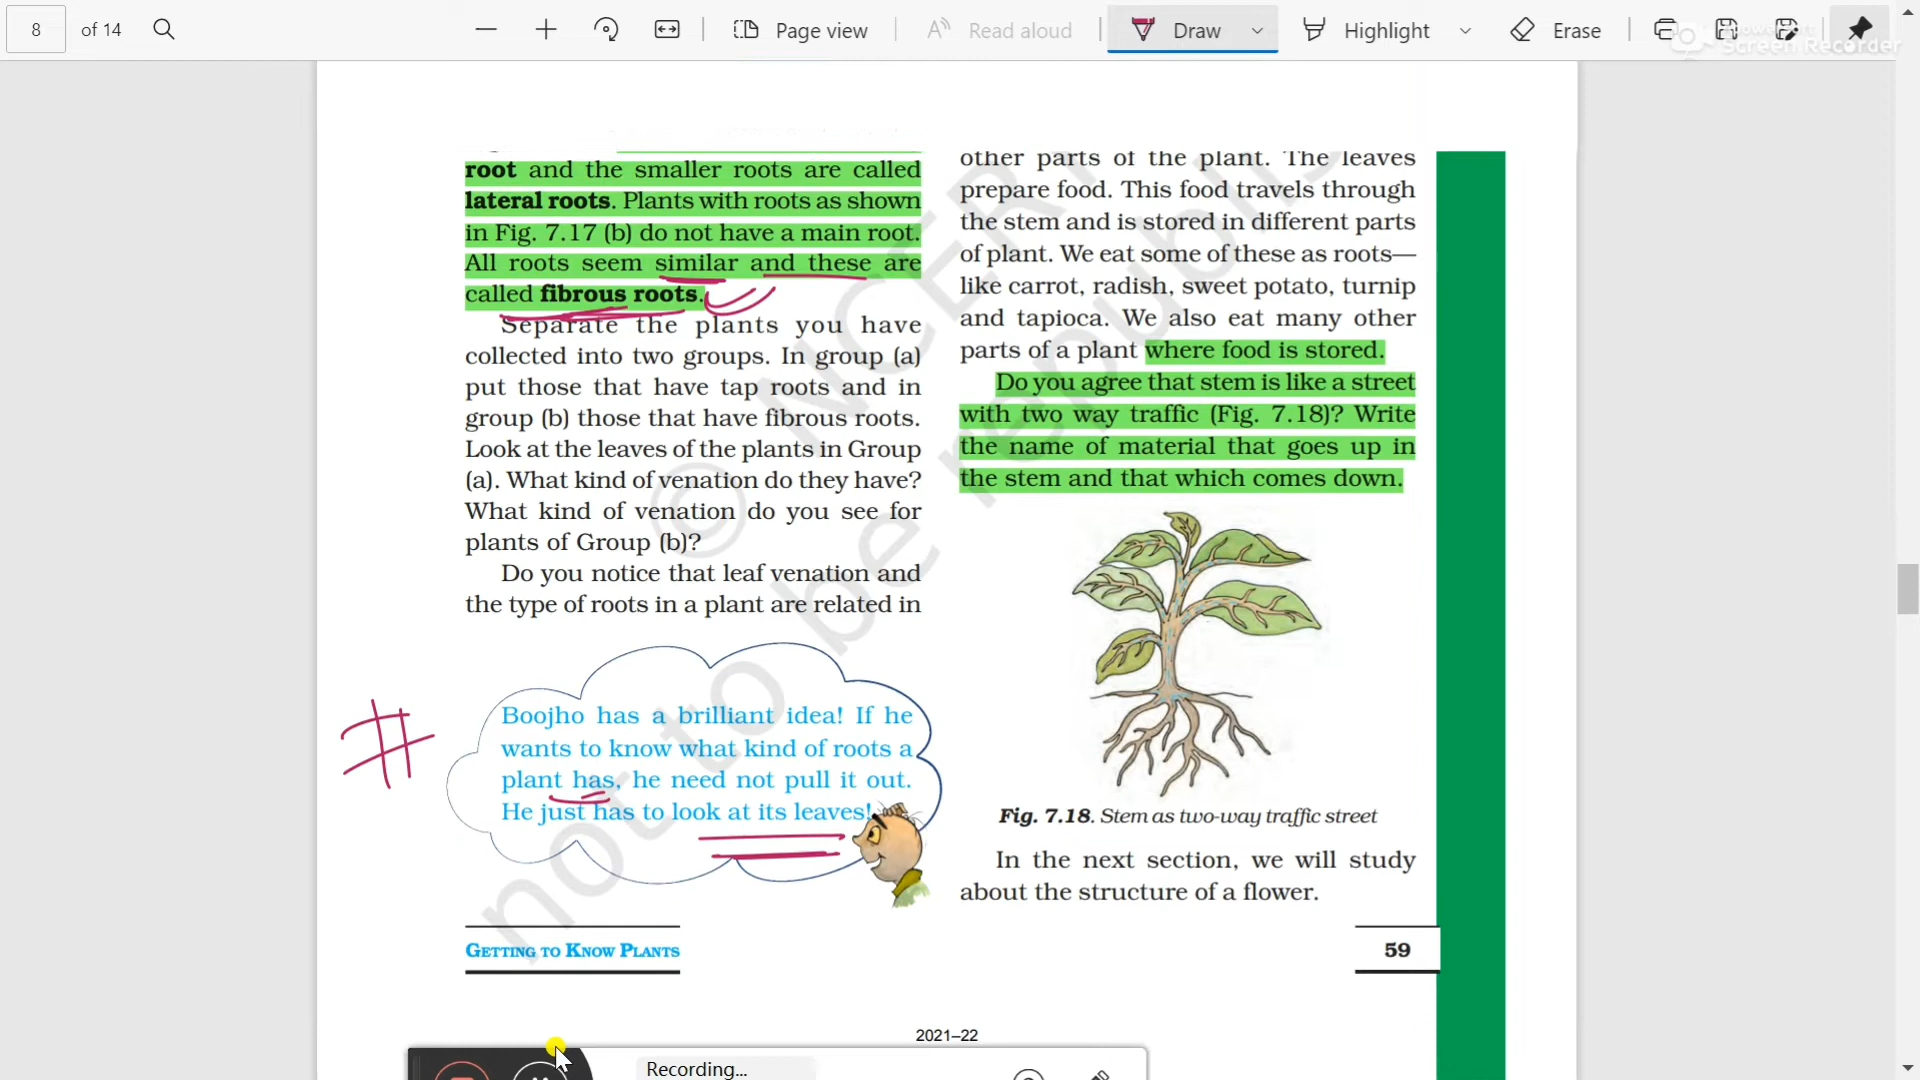 8 of 14
Page view
Read aloud
Draw
Highlight
Erase
Screen Recorder
root and the smaller roots are called
lateral roots. Plants with roots as shown
in Fig. 7.17 (b) do not have a main root.
All roots seem similar and these are
called fibrous roots.
Separate the plants you have
collected into two groups. In group (a)
put those that have tap roots and in
group (b) those that have fibrous roots.
Look at the leaves of the plants in Group
(a). What kind of venation do they have?
What kind of venation do you see for
plants of Group (b)?
Do you notice that leaf venation and
the type of roots in a plant are related in
#
Boojho has a brilliant idea! If he
wants to know what kind of roots a
plant has, he need not pull it out.
He just has to look at its leaves!
other parts of the plant. The leaves
prepare food. This food travels through
the stem and is stored in different parts
of plant. We eat some of these as roots—
like carrot, radish, sweet potato, turnip
and tapioca. We also eat many other
parts of a plant where food is stored.
Do you agree that stem is like a street
with two way traffic (Fig. 7.18)? Write
the name of material that goes up in
the stem and that which comes down.
Fig. 7.18. Stem as two-way traffic street
In the next section, we will study
about the structure of a flower.
GETTING TO KNOW PLANTS
59
2021–22
© NCERT
not to be republis
Recording...